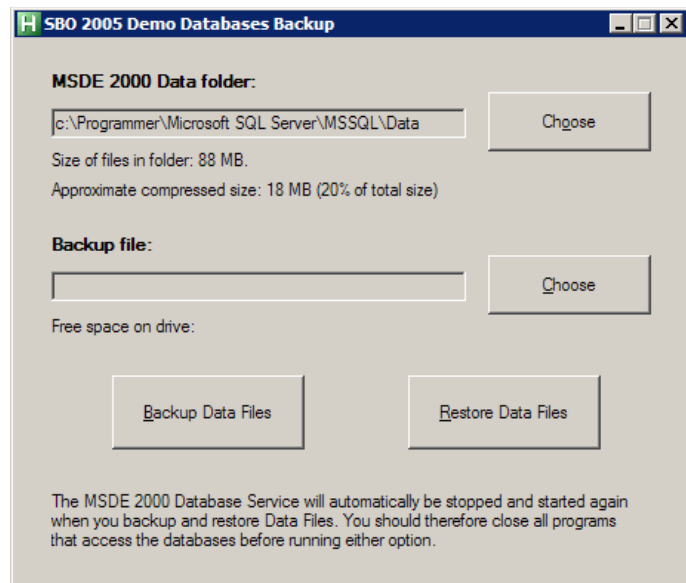 SBO 2005 Demo Databases Backup
MSDE 2000 Data folder:
c:\Programmer\Microsoft SQL Server\MSSQL\Data
Choose
Size of files in folder: 88 MB.
Approximate compressed size: 18 MB (20% of total size)
Backup file:
Choose
Free space on drive:
Backup Data Files
Restore Data Files
The MSDE 2000 Database Service will automatically be stopped and started again
when you backup and restore Data Files. You should therefore close all programs
that access the databases before running either option.